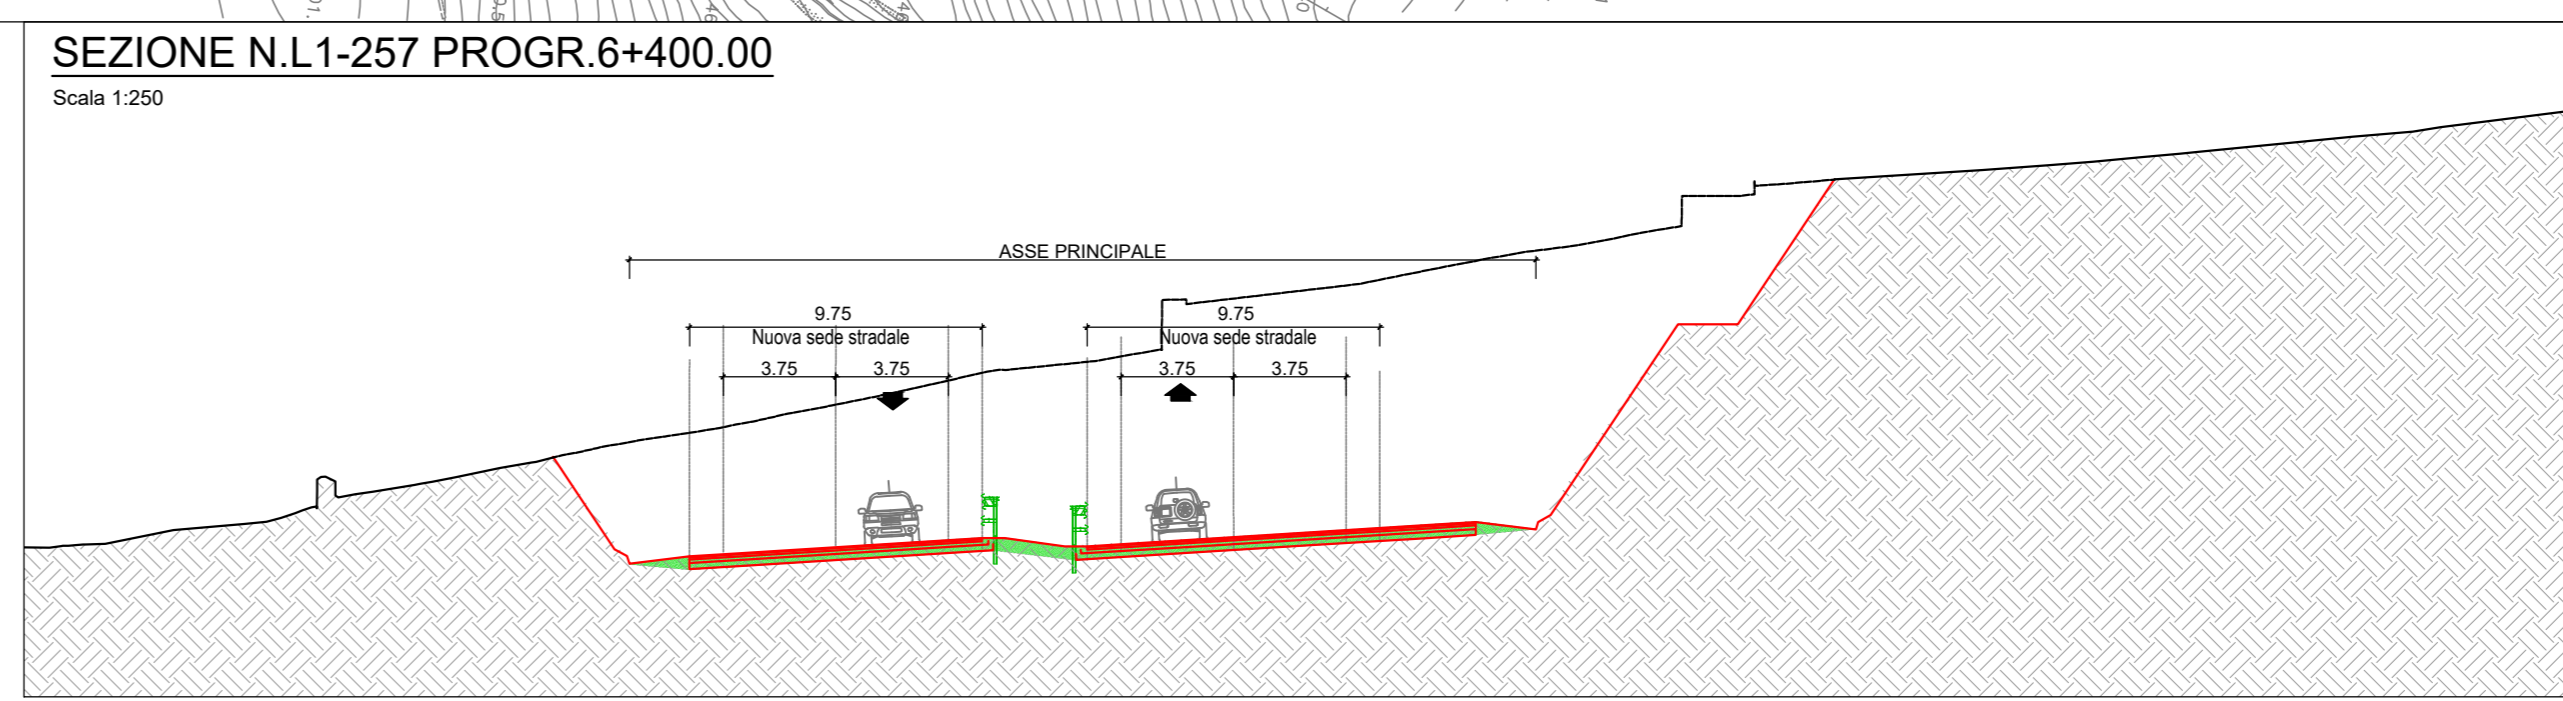 SEZIONE N.L1-257 PROGR.6+400.00
Scala 1:250
ASSE PRINCIPALE
9.75
Nuova sede stradale
3.75 3.75
9.75
Nuova sede stradale
3.75 3.75